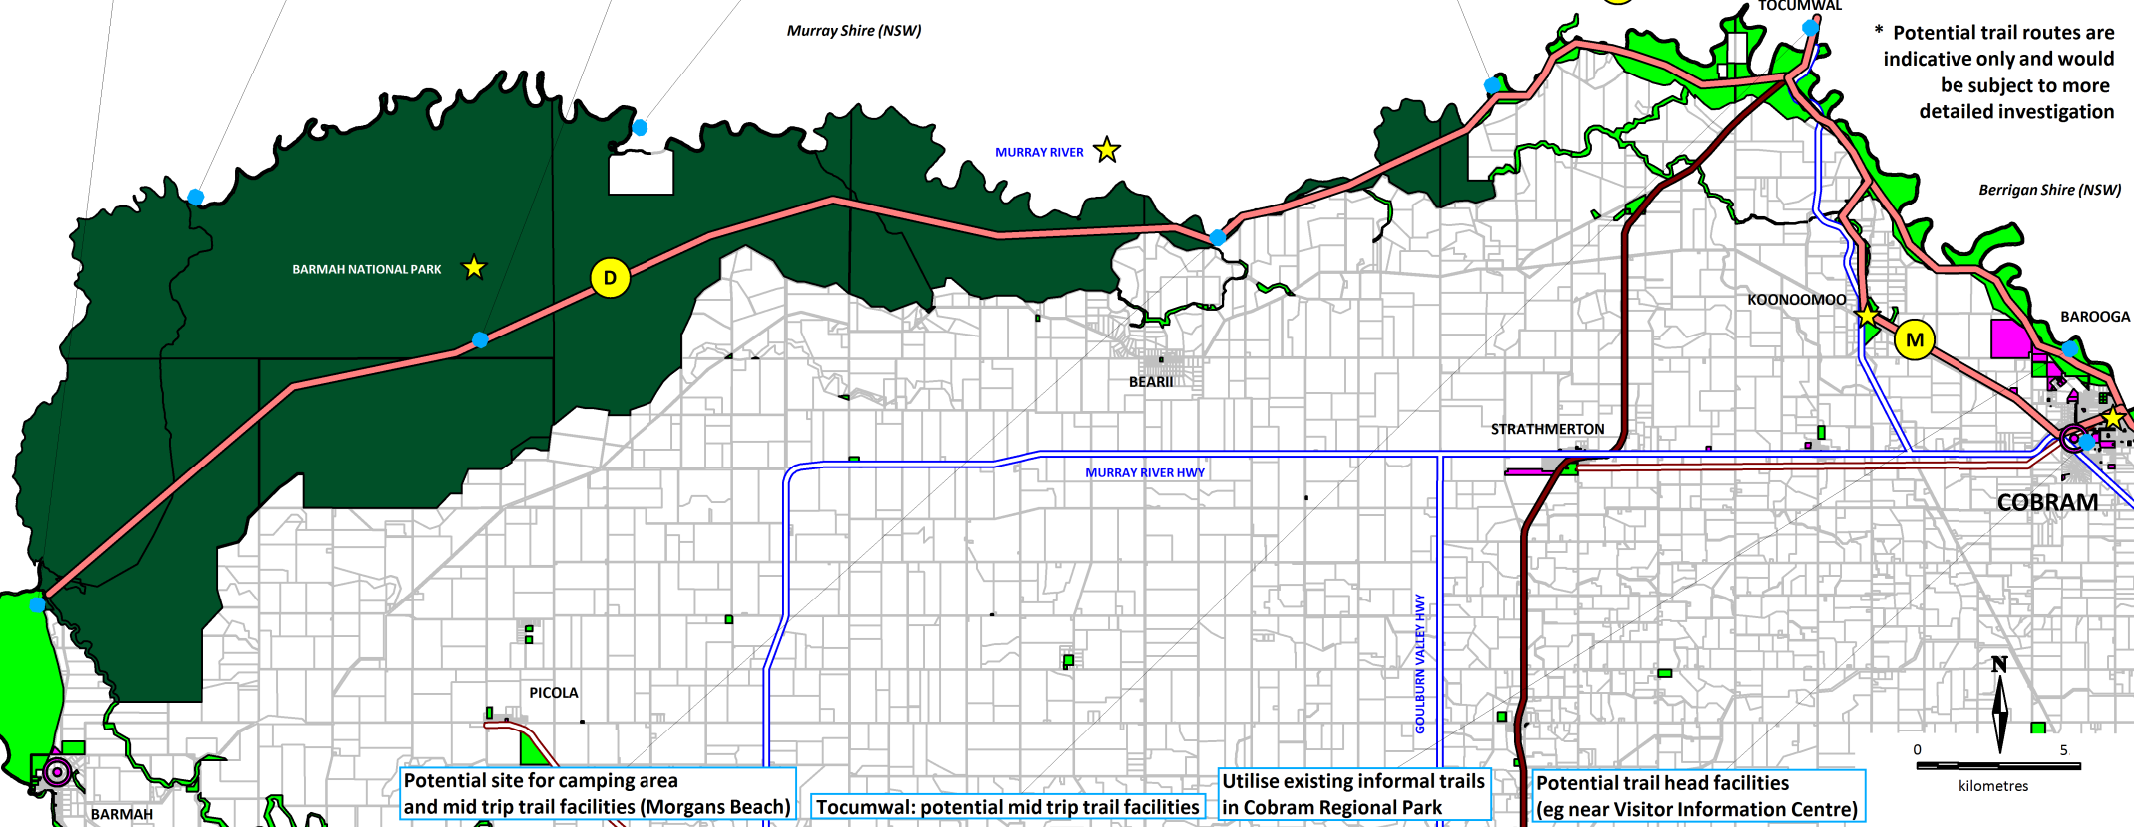 TOCUMWAL
Murray Shire (NSW)
* Potential trail routes are
indicative only and would
be subject to more
detailed investigation
MURRAY RIVER
Berrigan Shire (NSW)
BARMAH NATIONAL PARK
D
KOONOOMOO
BAROOGA
M
BEARII
STRATHMERTON
MURRAY RIVER HWY
COBRAM
GOULBURN VALLEY HWY
N
PICOLA
0 5
kilometres
BARMAH
Potential site for camping area
and mid trip trail facilities (Morgans Beach)
Tocumwal: potential mid trip trail facilities
Utilise existing informal trails
in Cobram Regional Park
Potential trail head facilities
(eg near Visitor Information Centre)